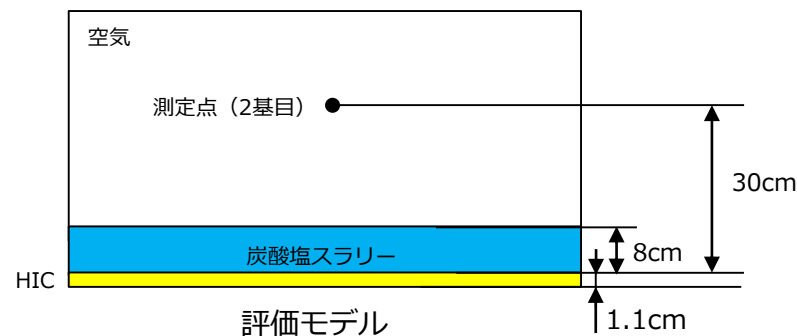 空気
測定点（2基目）
30cm
炭酸塩スラリー
8cm
HIC
1.1cm
評価モデル